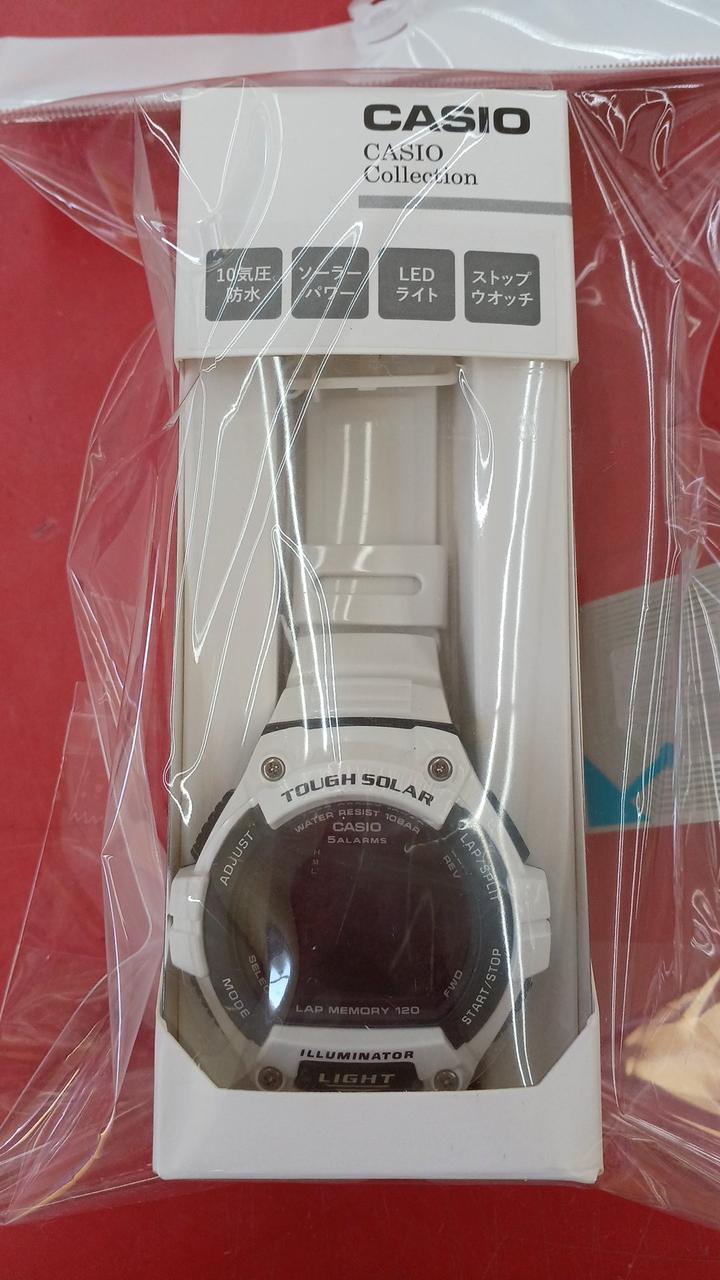 CASIO
CASIO
Collection
10気圧
防水
ソーラー
パワー
LED
ライト
ストップ
ウオッチ
TOUGH SOLAR
WATER RESIST 10BAR
CASIO
5ALARMS
ADJUST
LAP/SPLIT
REV
MODE
FWD
START/STOP
LAP MEMORY 120
ILLUMINATOR
LIGHT